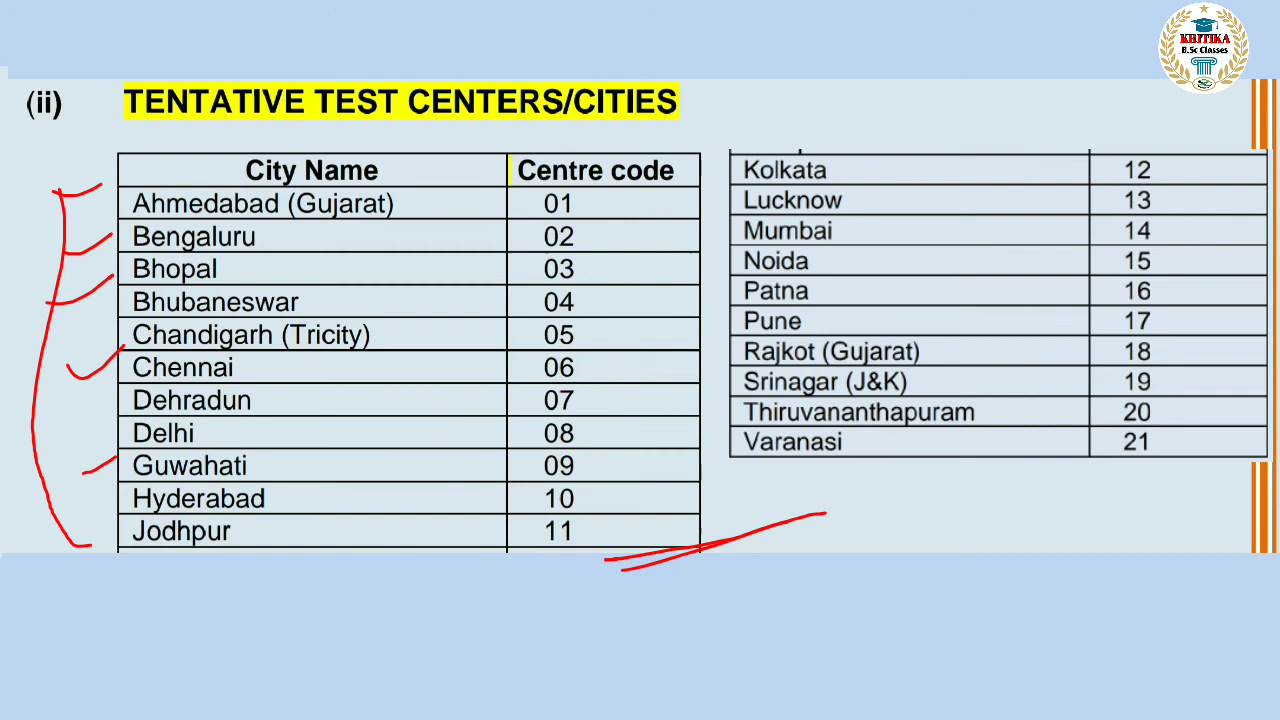 KRITIKA
B.Sc Classes
(ii) TENTATIVE TEST CENTERS/CITIES
City Name Centre code
Ahmedabad (Gujarat) 01
Bengaluru 02
Bhopal 03
Bhubaneswar 04
Chandigarh (Tricity) 05
Chennai 06
Dehradun 07
Delhi 08
Guwahati 09
Hyderabad 10
Jodhpur 11
Kolkata 12
Lucknow 13
Mumbai 14
Noida 15
Patna 16
Pune 17
Rajkot (Gujarat) 18
Srinagar (J&K) 19
Thiruvananthapuram 20
Varanasi 21